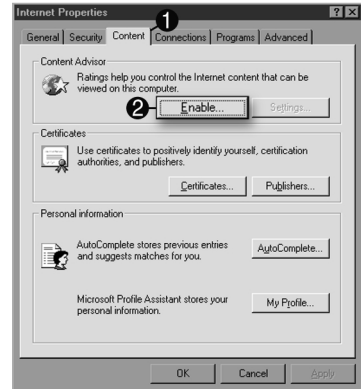 Internet Properties
General Security Content Connections Programs Advanced
1
Content Advisor
Ratings help you control the Internet content that can be
viewed on this computer.
2 Enable... Settings...
Certificates
Use certificates to positively identify yourself, certification
authorities, and publishers.
Certificates... Publishers...
Personal information
AutoComplete stores previous entries
and suggests matches for you.
AutoComplete...
Microsoft Profile Assistant stores your
personal information.
My Profile...
OK Cancel Apply